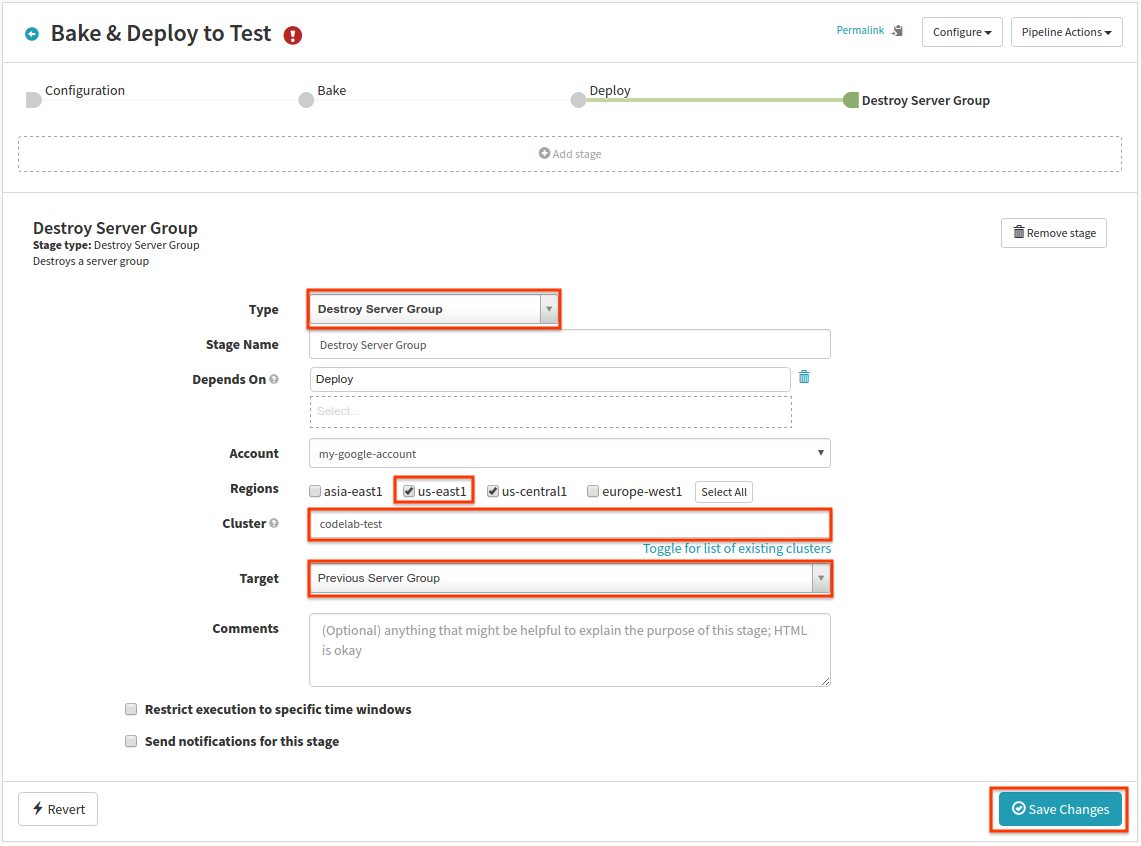 Bake & Deploy to Test
Permalink
Configure
Pipeline Actions
Configuration
Bake
Deploy
Destroy Server Group
Add stage
Destroy Server Group
Stage type: Destroy Server Group
Destroys a server group
Remove stage
Type
Destroy Server Group
Stage Name
Destroy Server Group
Depends On
Deploy
Select...
Account
my-google-account
Regions
asia-east1 us-east1 us-central1 europe-west1 Select All
Cluster
codelab-test
Toggle for list of existing clusters
Target
Previous Server Group
Comments
(Optional) anything that might be helpful to explain the purpose of this stage; HTML
is okay
Restrict execution to specific time windows
Send notifications for this stage
Revert
Save Changes